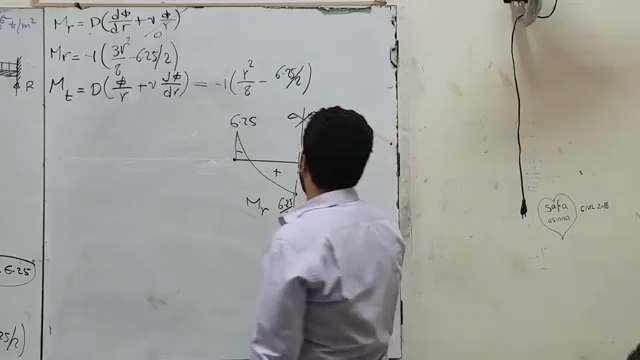 t/m²
Mr = D(dΦ/dr + ν Φ/r)
Mr = -1(3r²/8 - 6.25/2)
Mt = D(Φ/r + ν dΦ/dr) = -1(r²/8 - 6.25/2)
6.25
+
R
Mr
safa
CIVIL
6.25